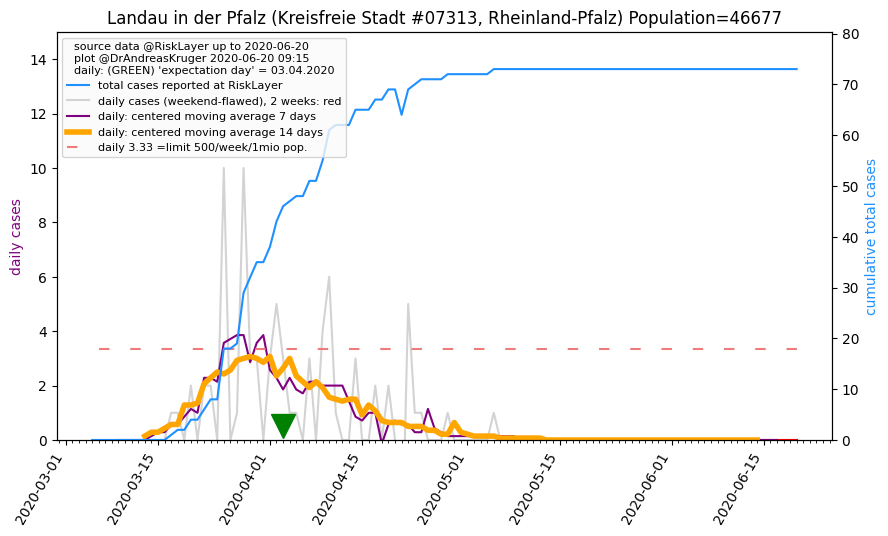 Landau in der Pfalz (Kreisfreie Stadt #07313, Rheinland-Pfalz) Population=46677
source data @RiskLayer up to 2020-06-20
plot @DrAndreasKruger 2020-06-20 09:15
daily: (GREEN) 'expectation day' = 03.04.2020
total cases reported at RiskLayer
daily cases (weekend-flawed), 2 weeks: red
daily: centered moving average 7 days
daily: centered moving average 14 days
daily 3.33 =limit 500/week/1mio pop.
daily cases
14
12
10
8
6
4
2
0
cumulative total cases
80
70
60
50
40
30
20
10
0
2020-03-01
2020-03-15
2020-04-01
2020-04-15
2020-05-01
2020-05-15
2020-06-01
2020-06-15